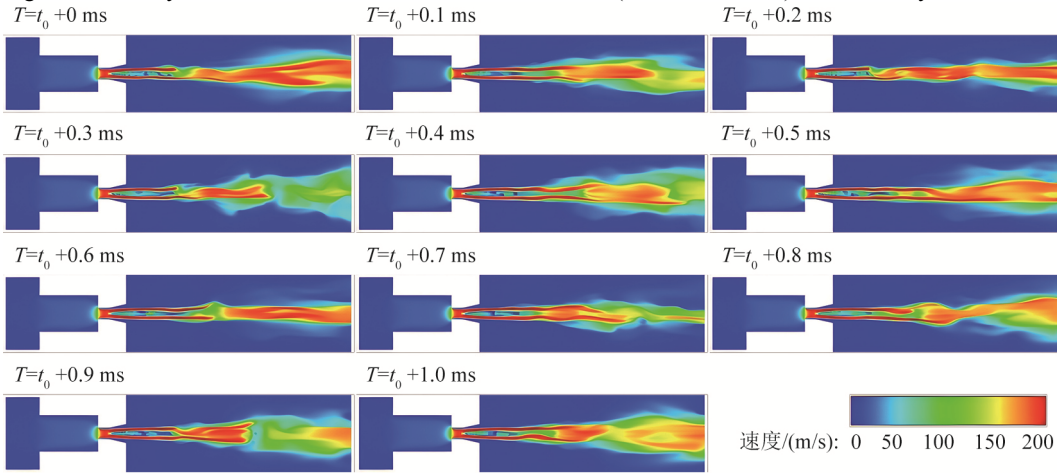 T=t₀ +0 ms
T=t₀ +0.1 ms
T=t₀ +0.2 ms
T=t₀ +0.3 ms
T=t₀ +0.4 ms
T=t₀ +0.5 ms
T=t₀ +0.6 ms
T=t₀ +0.7 ms
T=t₀ +0.8 ms
T=t₀ +0.9 ms
T=t₀ +1.0 ms
速度/(m/s): 0 50 100 150 200